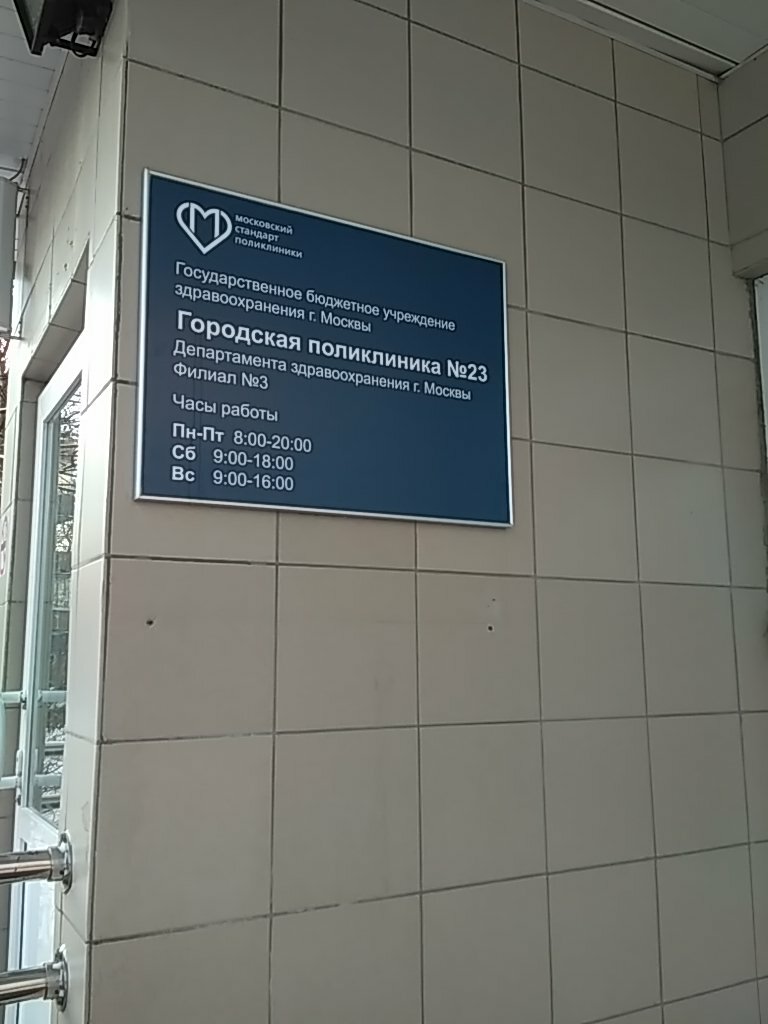 московский
стандарт
поликлиники
Государственное бюджетное учреждение
здравоохранения г. Москвы
Городская поликлиника №23
Департамента здравоохранения г. Москвы
Филиал №3
Часы работы
Пн-Пт 8:00-20:00
Сб 9:00-18:00
Вс 9:00-16:00